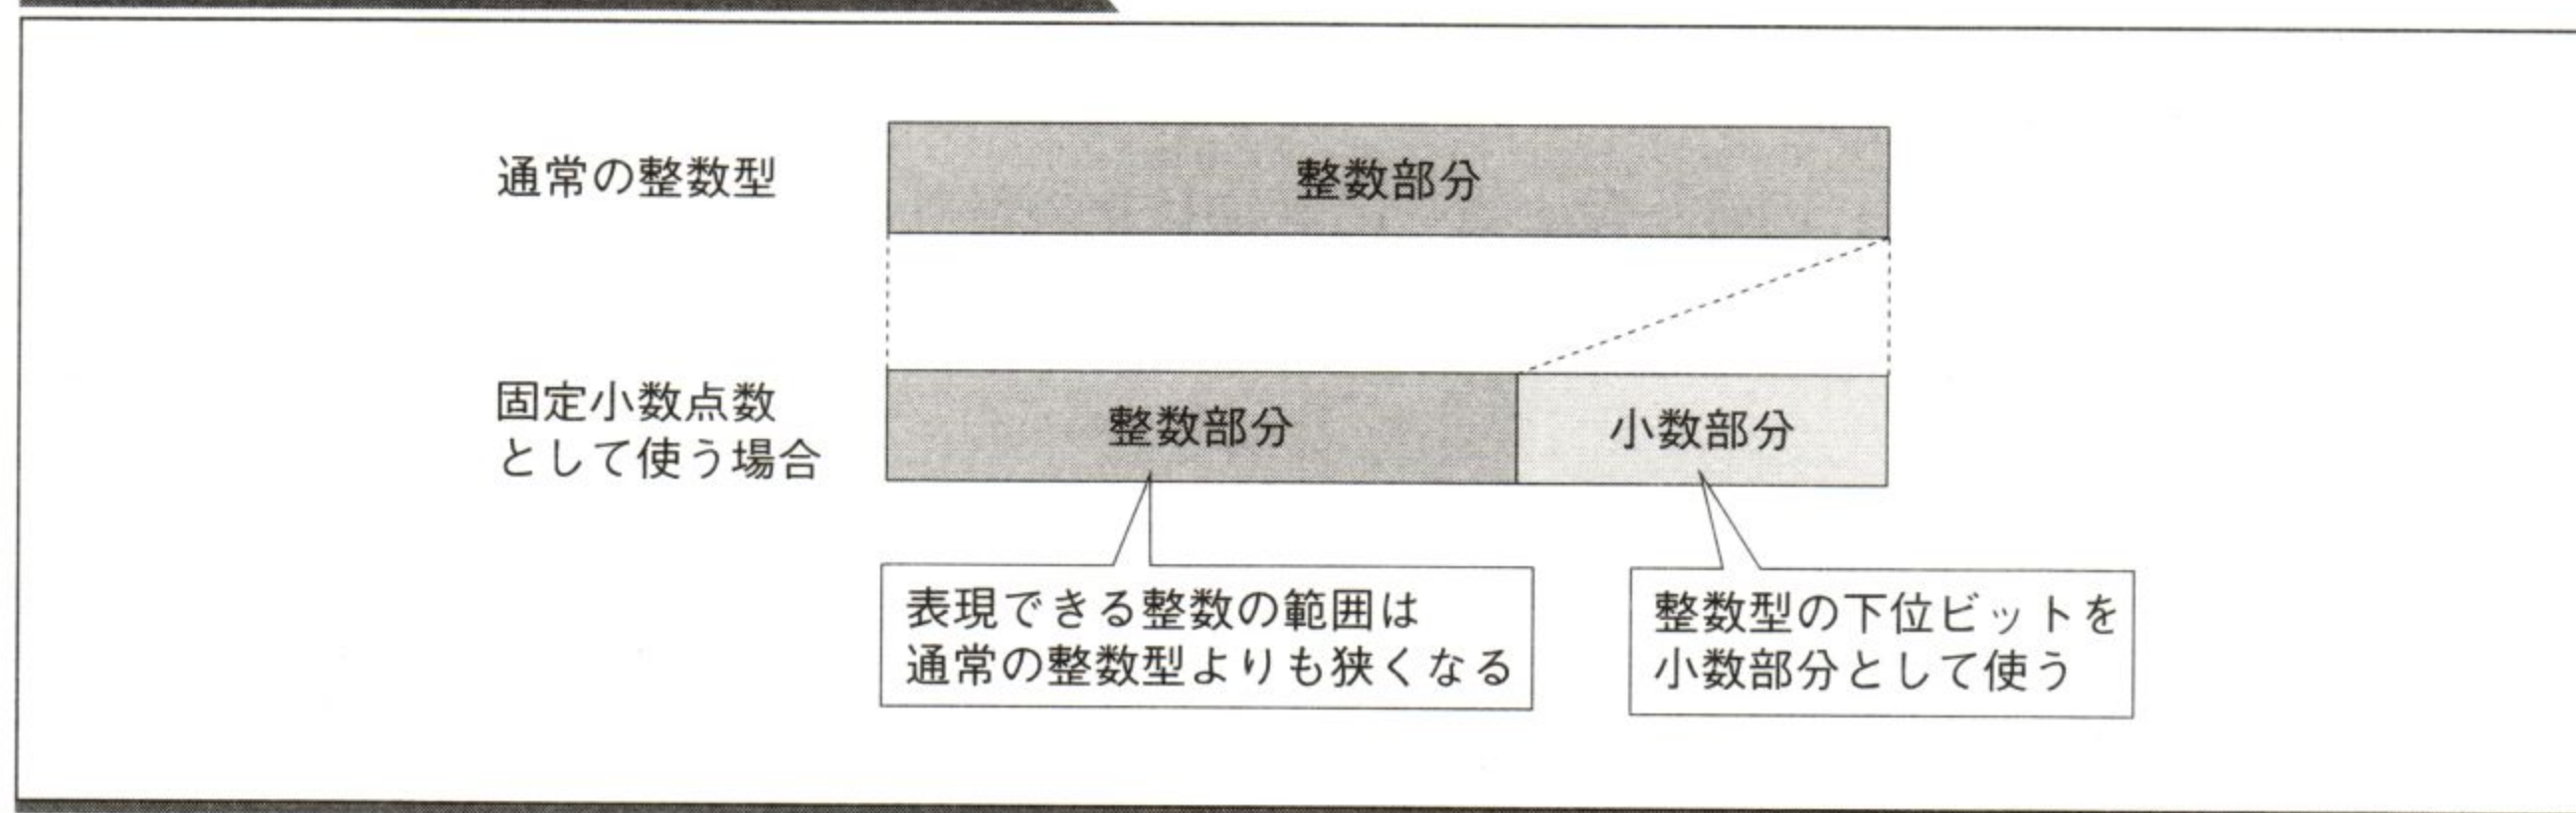 通常の整数型
整数部分
固定小数点数
として使う場合
整数部分
小数部分
表現できる整数の範囲は
通常の整数型よりも狭くなる
整数型の下位ビットを
小数部分として使う